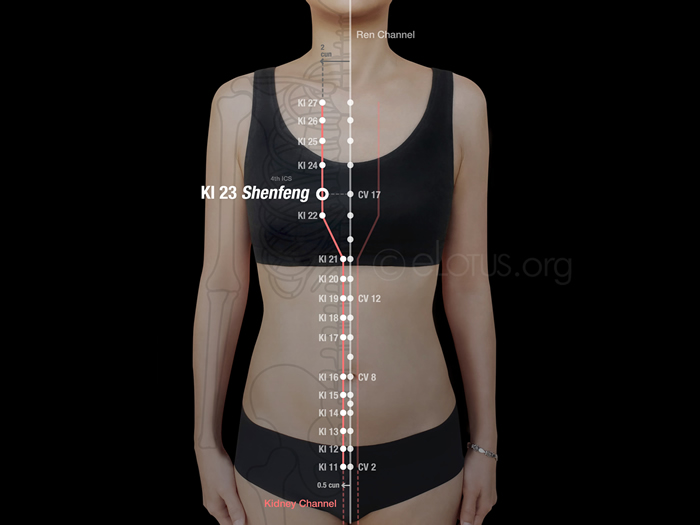 Ren Channel
2
cun
KI 27
KI 26
KI 25
KI 24
4th ICS
KI 23 Shenfeng CV 17
KI 22
KI 21
© eLotus.org
KI 20
KI 19 CV 12
KI 18
KI 17
KI 16 CV 8
KI 15
KI 14
KI 13
KI 12
KI 11 CV 2
0.5 cun
Kidney Channel